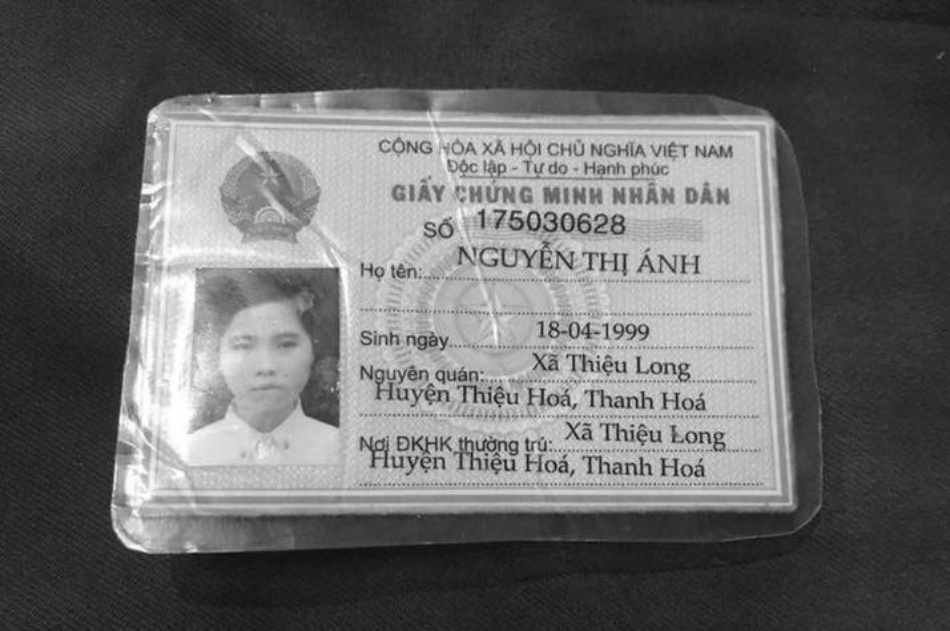 CỘNG HÒA XÃ HỘI CHỦ NGHĨA VIỆT NAM
Độc lập - Tự do - Hạnh phúc
GIẤY CHỨNG MINH NHÂN DÂN
SỐ 175030628
Họ tên: NGUYỄN THỊ ÁNH
Sinh ngày 18-04-1999
Nguyên quán: Xã Thiệu Long
Huyện Thiệu Hoá, Thanh Hoá
Nơi ĐKHK thường trú: Xã Thiệu Long
Huyện Thiệu Hoá, Thanh Hoá